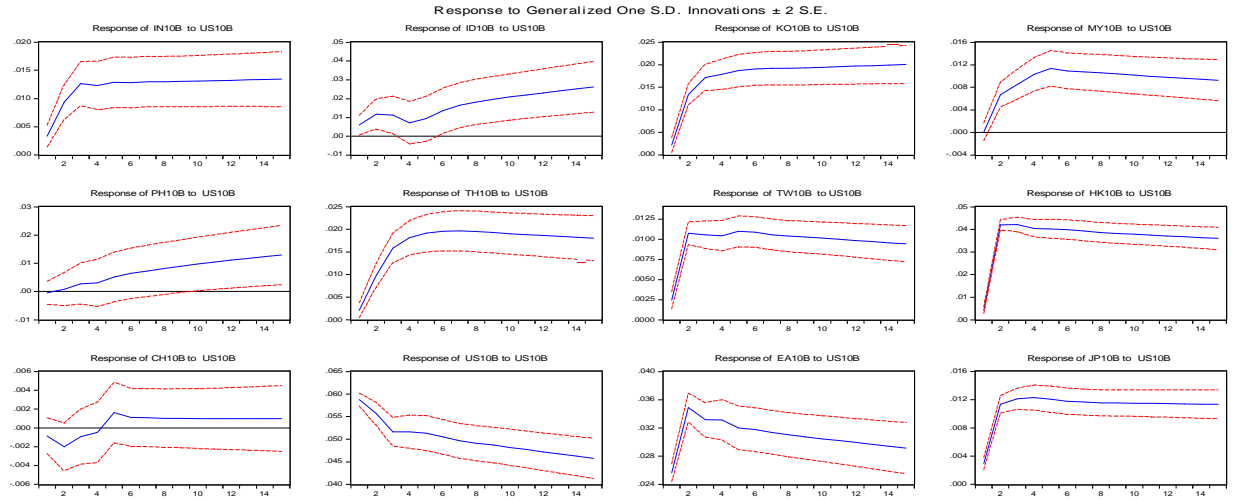 Response to Generalized One S.D. Innovations ± 2 S.E.
Response of IN10B to US10B
.020
.015
.010
.005
.000
2 4 6 8 10 12 14
Response of ID10B to US10B
.05
.04
.03
.02
.01
.00
-.01
2 4 6 8 10 12 14
Response of KO10B to US10B
.025
.020
.015
.010
.005
.000
2 4 6 8 10 12 14
Response of MY10B to US10B
.016
.012
.008
.004
.000
-.004
2 4 6 8 10 12 14
Response of PH10B to US10B
.03
.02
.01
.00
-.01
2 4 6 8 10 12 14
Response of TH10B to US10B
.025
.020
.015
.010
.005
.000
2 4 6 8 10 12 14
Response of TW10B to US10B
.0125
.0100
.0075
.0050
.0025
.0000
2 4 6 8 10 12 14
Response of HK10B to US10B
.05
.04
.03
.02
.01
.00
2 4 6 8 10 12 14
Response of CH10B to US10B
.006
.004
.002
.000
-.002
-.004
-.006
2 4 6 8 10 12 14
Response of US10B to US10B
.065
.060
.055
.050
.045
.040
2 4 6 8 10 12 14
Response of EA10B to US10B
.040
.036
.032
.028
.024
2 4 6 8 10 12 14
Response of JP10B to US10B
.016
.012
.008
.004
.000
2 4 6 8 10 12 14